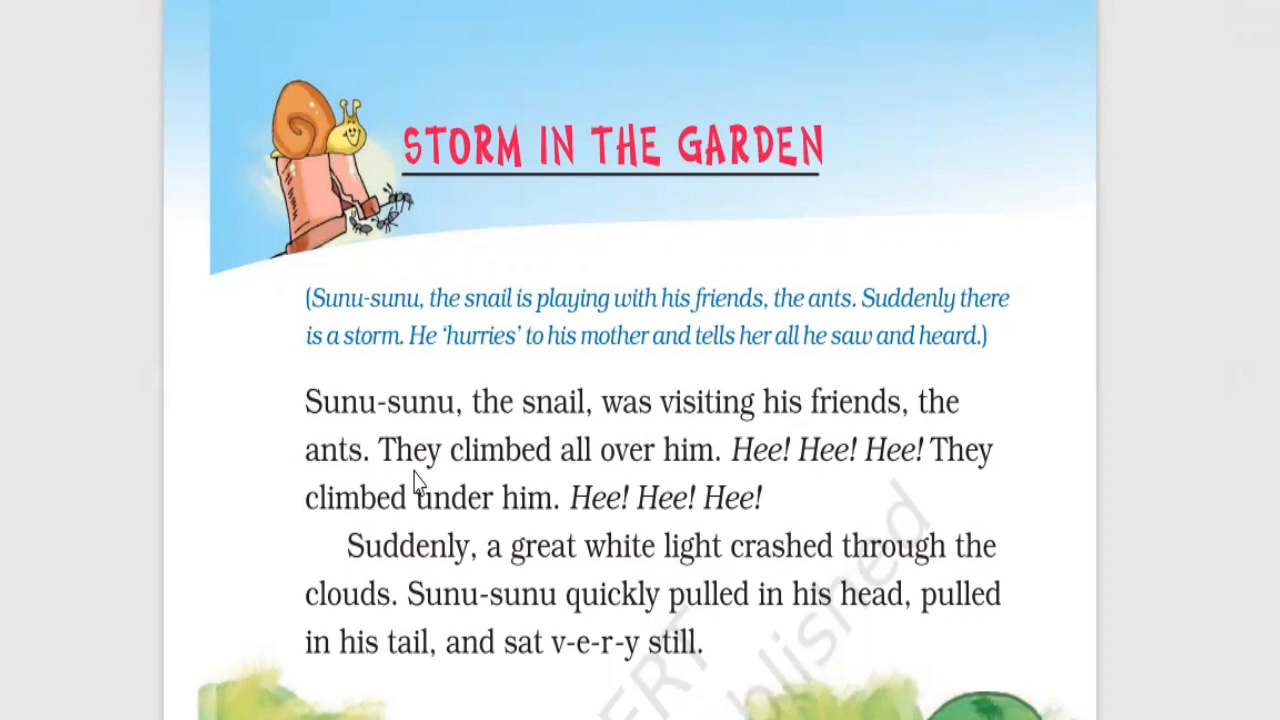 STORM IN THE GARDEN
(Sunu-sunu, the snail is playing with his friends, the ants. Suddenly there
is a storm. He ‘hurries’ to his mother and tells her all he saw and heard.)
Sunu-sunu, the snail, was visiting his friends, the
ants. They climbed all over him. Hee! Hee! Hee! They
climbed under him. Hee! Hee! Hee!
Suddenly, a great white light crashed through the
clouds. Sunu-sunu quickly pulled in his head, pulled
in his tail, and sat v-e-r-y still.